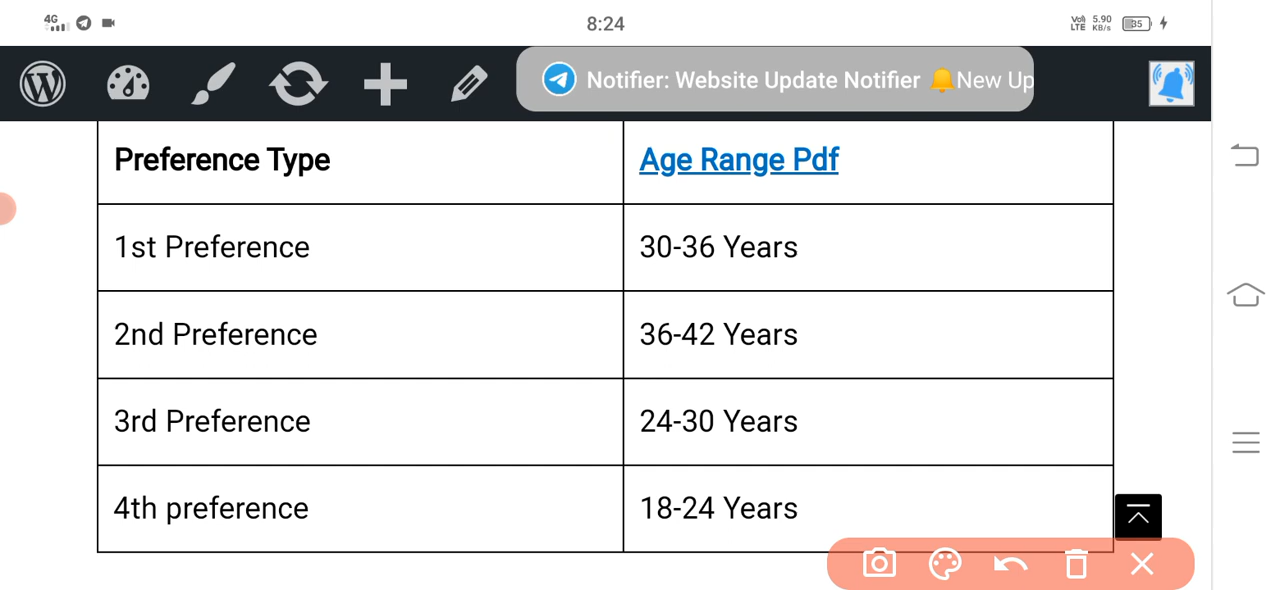 4G
8:24
Vo) 5.90
LTE KB/s
35
Notifier: Website Update Notifier 🔔New Up
Preference Type Age Range Pdf
1st Preference 30-36 Years
2nd Preference 36-42 Years
3rd Preference 24-30 Years
4th preference 18-24 Years